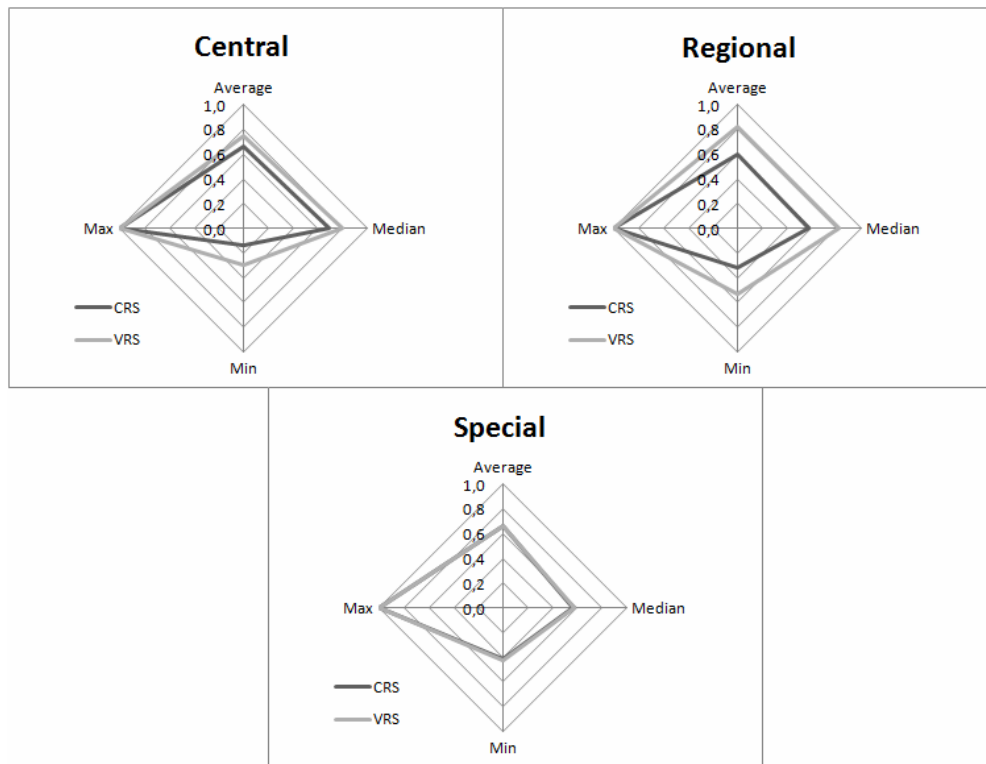 Central
Average
1,0
0,8
0,6
0,4
0,2
0,0
Max
Median
CRS
VRS
Min
Regional
Average
1,0
0,8
0,6
0,4
0,2
0,0
Max
Median
CRS
VRS
Min
Special
Average
1,0
0,8
0,6
0,4
0,2
0,0
Max
Median
CRS
VRS
Min